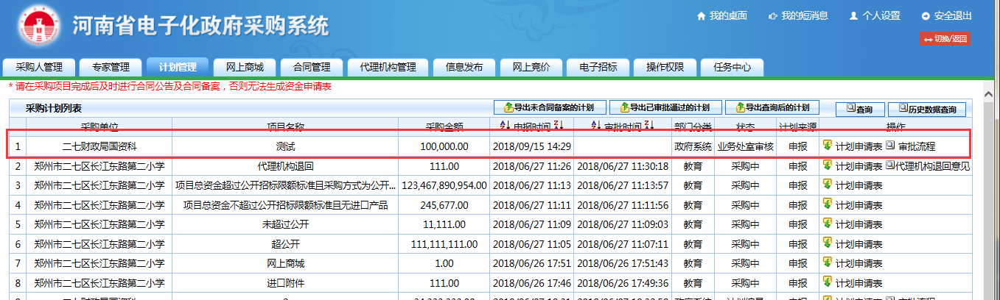 河南省电子化政府采购系统
我的桌面 我的短消息 个人设置 安全退出
切换/返回
采购人管理 专家管理 计划管理 网上商城 合同管理 代理机构管理 信息发布 网上竞价 电子招标 操作权限 任务中心
* 请在采购项目完成后及时进行合同公告及合同备案，否则无法生成资金申请表
采购计划列表 导出未合同备案的计划 导出已审批通过的计划 导出查询后的计划 查询 历史数据查询
采购单位 项目名称 采购金额 申报时间 审批时间 部门分类 状态 计划来源 操作
1 二七财政局国资科 测试 100,000.00 2018/09/15 14:29 政府系统 业务处室审核 申报 计划申请表 审批流程
2 郑州市二七区长江东路第二小学 代理机构退回 111.00 2018/06/27 11:26 2018/06/27 11:30:18 教育 采购中 申报 计划申请表 代理机构退回意见
3 郑州市二七区长江东路第二小学 项目总资金超过公开招标限额标准且采购方式为公开... 123,467,890,954.00 2018/06/27 11:13 2018/06/27 11:13:57 教育 采购中 申报 计划申请表
4 郑州市二七区长江东路第二小学 项目总资金不超过公开招标限额标准且无进口产品 245,677.00 2018/06/27 11:11 2018/06/27 11:11:56 教育 采购中 申报 计划申请表
5 郑州市二七区长江东路第二小学 未超过公开 11,111.00 2018/06/27 11:09 2018/06/27 11:09:03 教育 采购中 申报 计划申请表
6 郑州市二七区长江东路第二小学 超公开 111,111,111.00 2018/06/27 11:05 2018/06/27 11:07:11 教育 采购中 申报 计划申请表
7 郑州市二七区长江东路第二小学 网上商城 1.00 2018/06/26 17:51 2018/06/26 17:51:43 教育 采购中 申报 计划申请表
8 郑州市二七区长江东路第二小学 进口附件 111.00 2018/06/26 17:46 2018/06/26 17:49:36 教育 采购中 申报 计划申请表